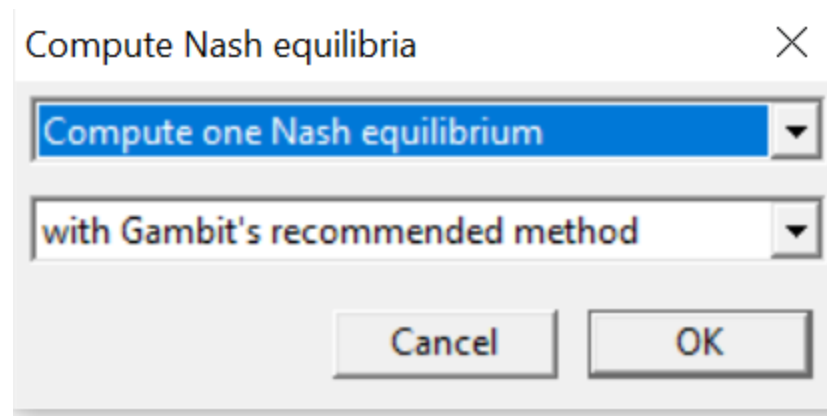 Compute Nash equilibria
Compute one Nash equilibrium
with Gambit's recommended method
Cancel OK